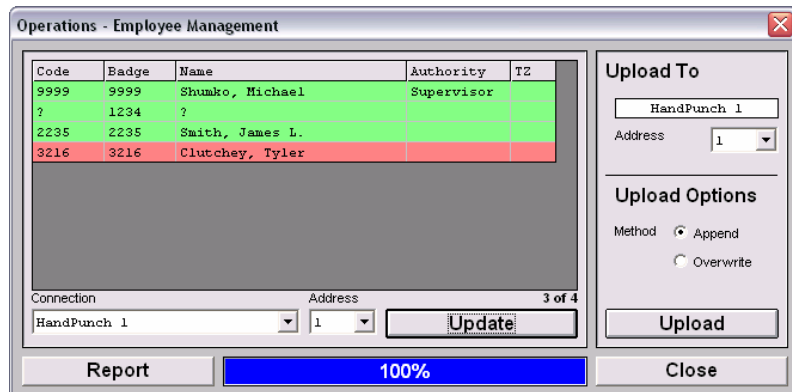 Operations - Employee Management
Code Badge Name Authority TZ
9999 9999 Shumko, Michael Supervisor
? 1234 ?
2235 2235 Smith, James L.
3216 3216 Clutchey, Tyler
Connection Address 3 of 4
HandPunch 1 1 Update
Upload To
HandPunch 1
Address 1
Upload Options
Method Append
Overwrite
Upload
Report 100% Close